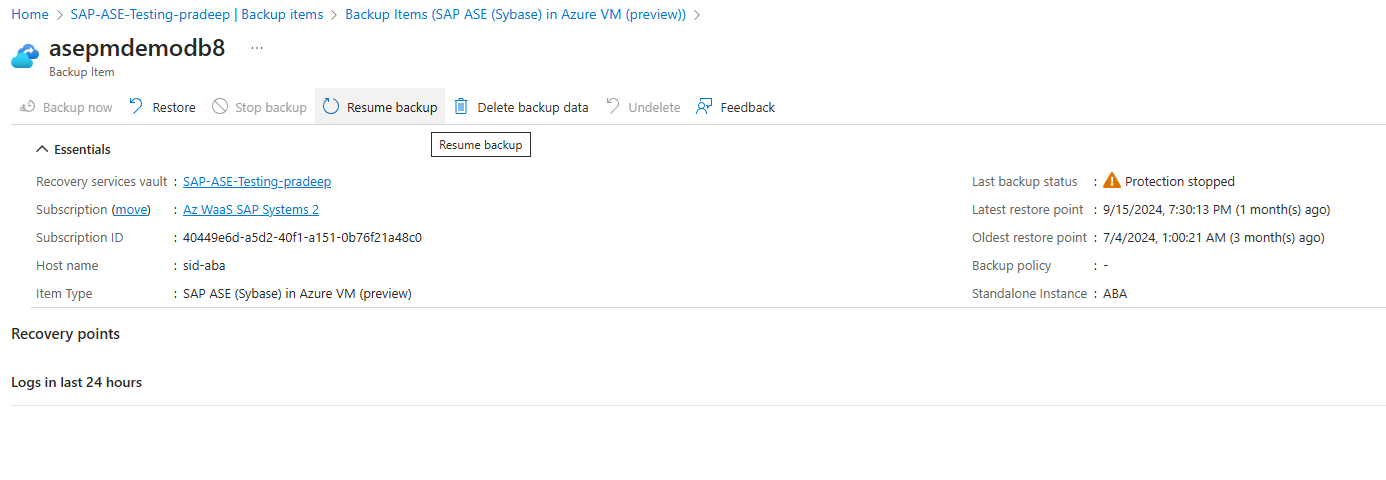 Home > SAP-ASE-Testing-pradeep | Backup items > Backup Items (SAP ASE (Sybase) in Azure VM (preview)) >
asepmdemodb8 ...
Backup Item
Backup now Restore Stop backup Resume backup Delete backup data Undelete Feedback
Resume backup
Essentials
Recovery services vault : SAP-ASE-Testing-pradeep
Subscription (move) : Az WaaS SAP Systems 2
Subscription ID : 40449e6d-a5d2-40f1-a151-0b76f21a48c0
Host name : sid-aba
Item Type : SAP ASE (Sybase) in Azure VM (preview)
Last backup status : Protection stopped
Latest restore point : 9/15/2024, 7:30:13 PM (1 month(s) ago)
Oldest restore point : 7/4/2024, 1:00:21 AM (3 month(s) ago)
Backup policy : -
Standalone Instance : ABA
Recovery points
Logs in last 24 hours